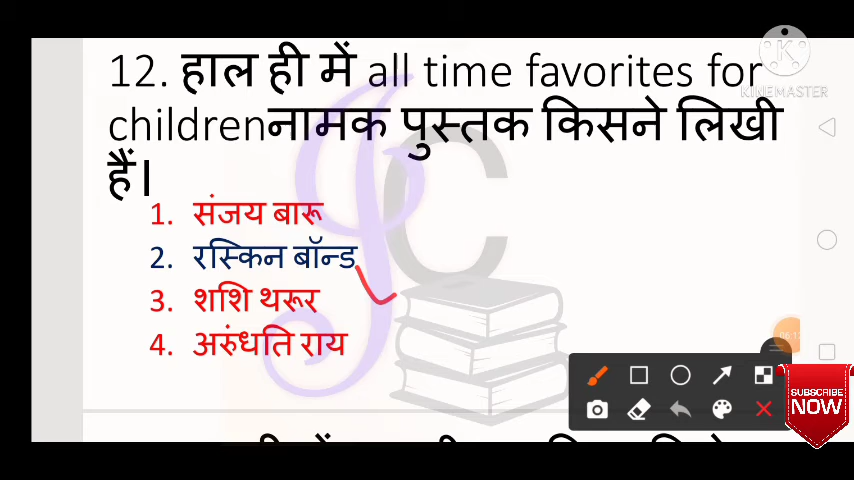 12. हाल ही में all time favorites for
childrenनामक पुस्तक किसने लिखी
हैं।
1. संजय बारू
2. रस्किन बॉन्ड
3. शशि थरूर
4. अरुंधति राय
KINEMASTER
SUBSCRIBE
NOW